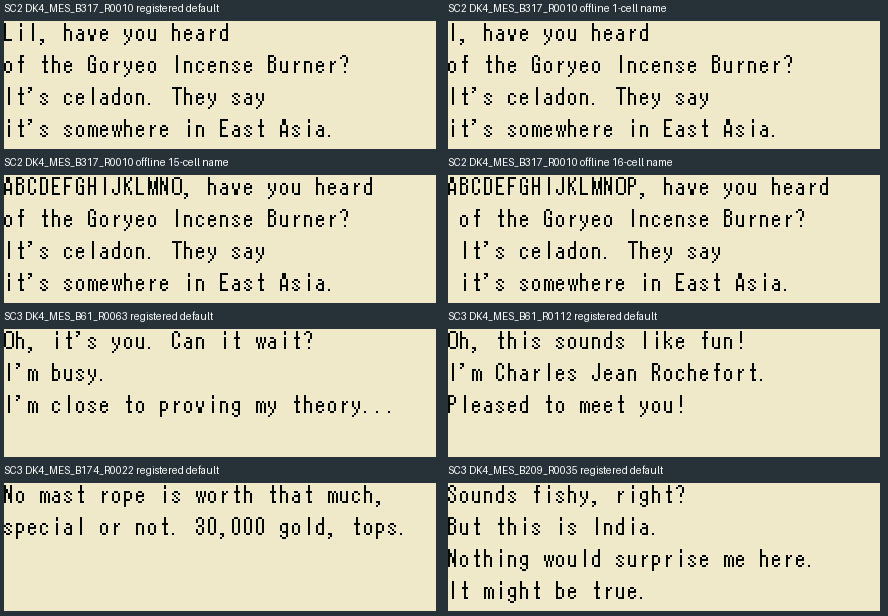 SC2 DK4_MES_B317_R0010 registered default
Lil, have you heard
of the Goryeo Incense Burner?
It's celadon. They say
it's somewhere in East Asia.
SC2 DK4_MES_B317_R0010 offline 1-cell name
I, have you heard
of the Goryeo Incense Burner?
It's celadon. They say
it's somewhere in East Asia.
SC2 DK4_MES_B317_R0010 offline 15-cell name
ABCDEFGHIJKLMNO, have you heard
of the Goryeo Incense Burner?
It's celadon. They say
it's somewhere in East Asia.
SC2 DK4_MES_B317_R0010 offline 16-cell name
ABCDEFGHIJKLMNOP, have you heard
of the Goryeo Incense Burner?
It's celadon. They say
it's somewhere in East Asia.
SC3 DK4_MES_B61_R0063 registered default
Oh, it's you. Can it wait?
I'm busy.
I'm close to proving my theory...
SC3 DK4_MES_B61_R0112 registered default
Oh, this sounds like fun!
I'm Charles Jean Rochefort.
Pleased to meet you!
SC3 DK4_MES_B174_R0022 registered default
No mast rope is worth that much,
special or not. 30,000 gold, tops.
SC3 DK4_MES_B209_R0035 registered default
Sounds fishy, right?
But this is India.
Nothing would surprise me here.
It might be true.